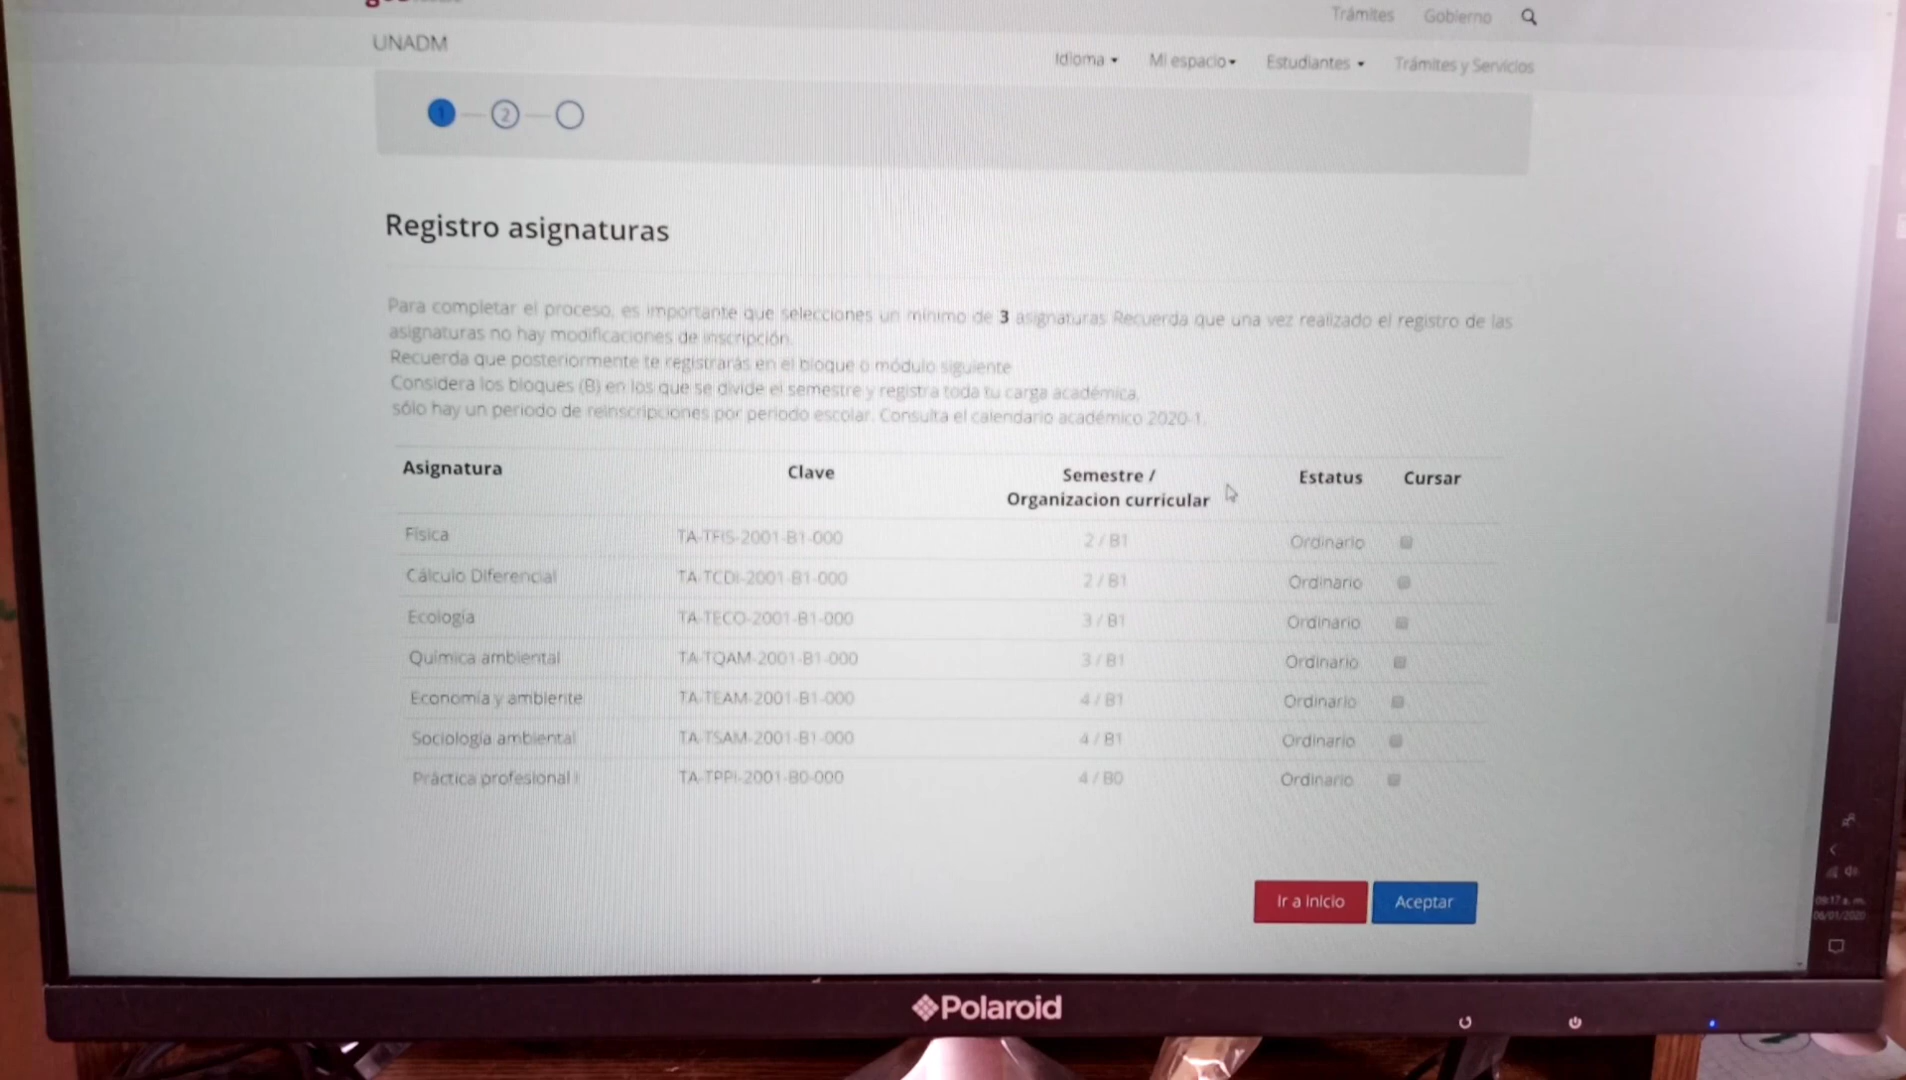 Trámites Gobierno
UNADM
Idioma Mi espacio Estudiantes Trámites y Servicios
1 2
Registro asignaturas
Para completar el proceso, es importante que selecciones un mínimo de 3 asignaturas Recuerda que una vez realizado el registro de las
asignaturas no hay modificaciones de inscripción.
Recuerda que posteriormente te registrarás en el bloque o módulo siguiente
Considera los bloques (B) en los que se divide el semestre y registra toda tu carga académica,
sólo hay un periodo de reinscripciones por periodo escolar. Consulta el calendario académico 2020-1.
Asignatura Clave Semestre / Estatus Cursar
Organizacion curricular
Física TA-TFIS-2001-B1-000 2 / B1 Ordinario
Cálculo Diferencial TA-TCDI-2001-B1-000 2 / B1 Ordinario
Ecología TA-TECO-2001-B1-000 3 / B1 Ordinario
Química ambiental TA-TQAM-2001-B1-000 3 / B1 Ordinario
Economía y ambiente TA-TEAM-2001-B1-000 4 / B1 Ordinario
Sociología ambiental TA-TSAM-2001-B1-000 4 / B1 Ordinario
Práctica profesional I TA-TPPI-2001-B0-000 4 / B0 Ordinario
Ir a inicio Aceptar
09:17 a. m.
06/01/2020
Polaroid